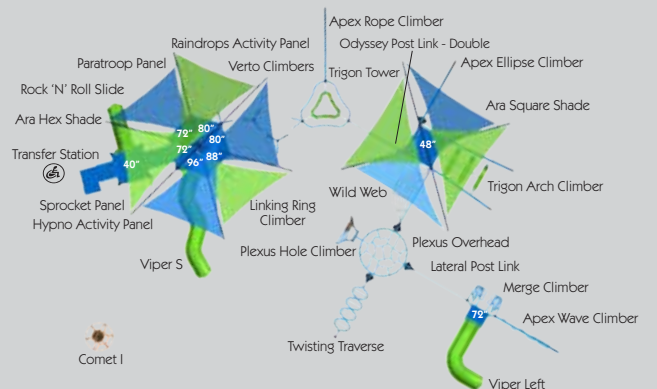 Apex Rope Climber
Raindrops Activity Panel
Odyssey Post Link - Double
Paratroop Panel
Verto Climbers
Trigon Tower
Apex Ellipse Climber
Rock 'N' Roll Slide
Ara Square Shade
Ara Hex Shade
72" 80"
80"
48"
Transfer Station
72"
40"
96" 88"
Trigon Arch Climber
Wild Web
Sprocket Panel
Linking Ring
Climber
Hypno Activity Panel
Plexus Hole Climber
Plexus Overhead
Viper S
Lateral Post Link
Merge Climber
72"
Apex Wave Climber
Comet I
Twisting Traverse
Viper Left